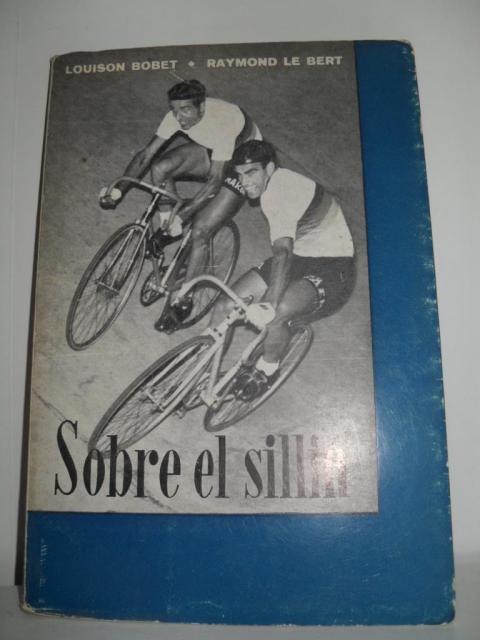 LOUISON BOBET • RAYMOND LE BERT
Sobre el sillin